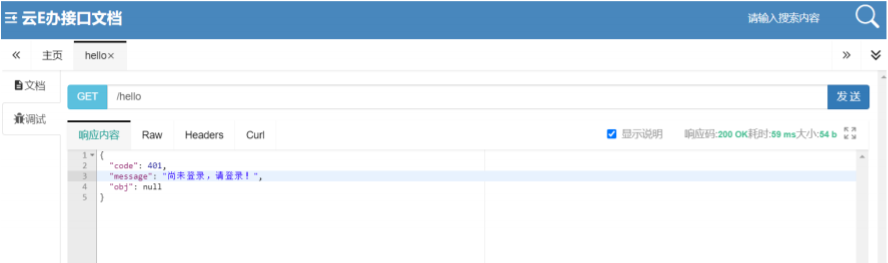 云E办接口文档 请输入搜索内容
« 主页 hello× »
文档 GET /hello 发 送
调试
响应内容 Raw Headers Curl 显示说明 响应码:200 OK耗时:59 ms大小:54 b
1 {
2 "code": 401,
3 "message": "尚未登录，请登录！",
4 "obj": null
5 }